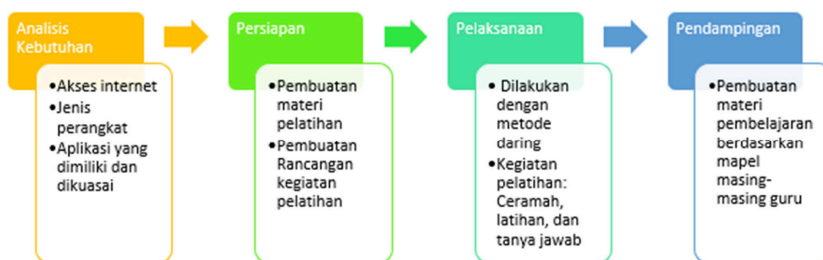 Analisis
Kebutuhan
•Akses internet
•Jenis
perangkat
•Aplikasi yang
dimiliki dan
dikuasai
Persiapan
•Pembuatan
materi
pelatihan
•Pembuatan
Rancangan
kegiatan
pelatihan
Pelaksanaan
• Dilakukan
dengan
metode
daring
•Kegiatan
pelatihan:
Ceramah,
latihan, dan
tanya jawab
Pendampingan
•Pembuatan
materi
pembelajaran
berdasarkan
mapel
masing-
masing guru